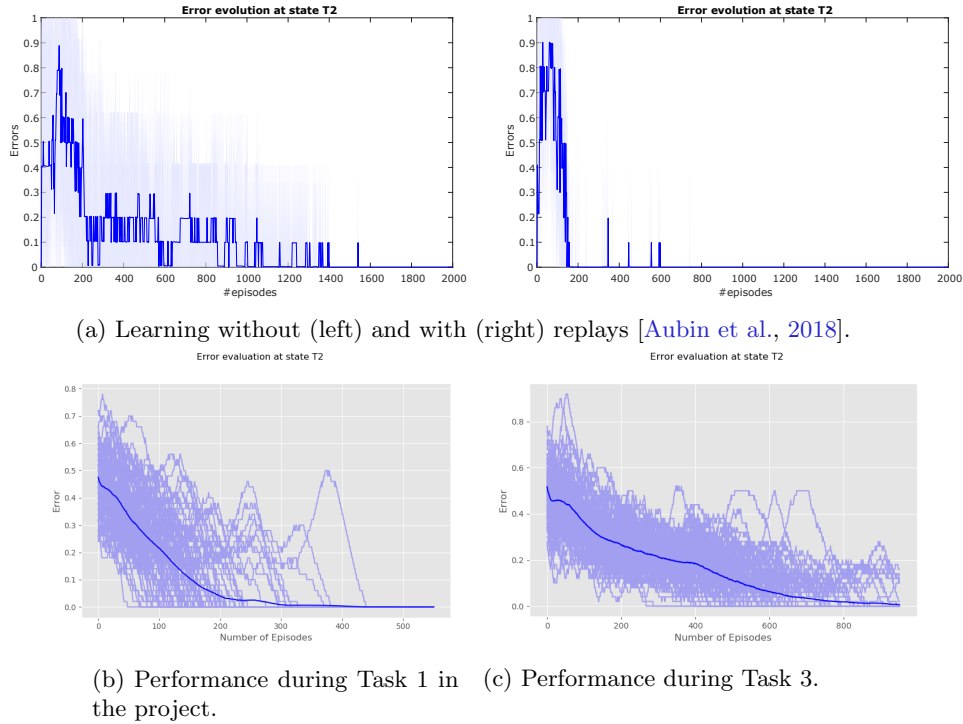 Error evolution at state T2
1
0.9
0.8
0.7
0.6
0.5
0.4
0.3
0.2
0.1
0
Errors
0 200 400 600 800 1000 1200 1400 1600 1800 2000
#episodes
Error evolution at state T2
1
0.9
0.8
0.7
0.6
0.5
0.4
0.3
0.2
0.1
0
Errors
0 200 400 600 800 1000 1200 1400 1600 1800 2000
#episodes
(a) Learning without (left) and with (right) replays [Aubin et al., 2018].
Error evaluation at state T2
0.8
0.7
0.6
0.5
0.4
0.3
0.2
0.1
0.0
Error
0 100 200 300 400 500
Number of Episodes
(b) Performance during Task 1 in
the project.
Error evaluation at state T2
0.8
0.6
0.4
0.2
0.0
Error
0 200 400 600 800
Number of Episodes
(c) Performance during Task 3.